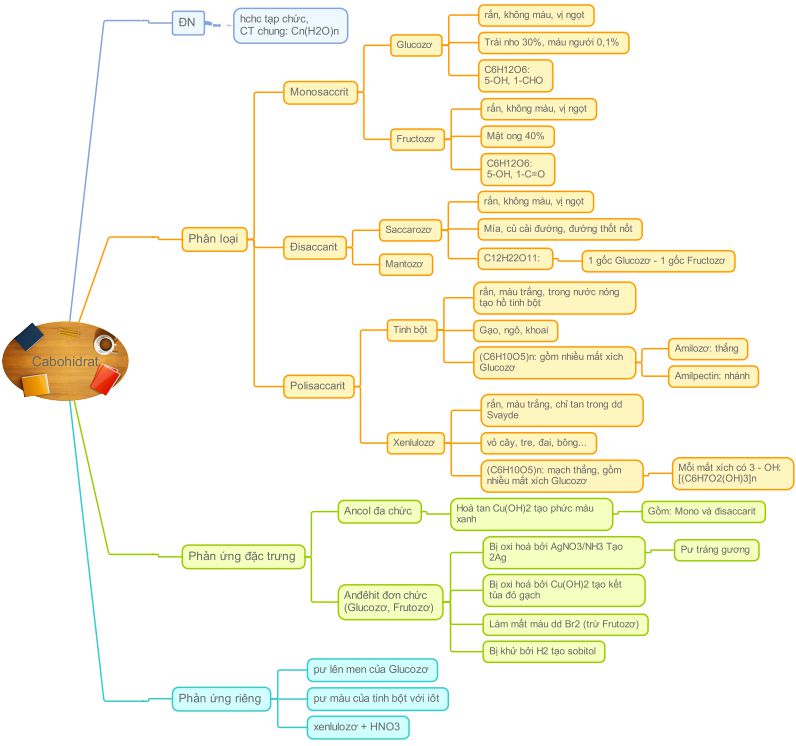 Cabohidrat
ĐN
hchc tạp chức,
CT chung: Cn(H2O)n
Phân loại
Monosaccrit
Glucozơ
rắn, không màu, vị ngọt
Trái nho 30%, máu người 0,1%
C6H12O6:
5-OH, 1-CHO
Fructozơ
rắn, không màu, vị ngọt
Mật ong 40%
C6H12O6:
5-OH, 1-C=O
Đisaccarit
Saccarozơ
rắn, không màu, vị ngọt
Mía, củ cải đường, đường thốt nốt
C12H22O11:
1 gốc Glucozơ - 1 gốc Fructozơ
Mantozơ
Polisaccarit
Tinh bột
rắn, màu trắng, trong nước nóng
tạo hồ tinh bột
Gạo, ngô, khoai
(C6H10O5)n: gồm nhiều mắt xích
Glucozơ
Amilozơ: thẳng
Amilpectin: nhánh
Xenlulozơ
rắn, màu trắng, chỉ tan trong dd
Svayde
vỏ cây, tre, đai, bông...
(C6H10O5)n: mạch thẳng, gồm
nhiều mắt xích Glucozơ
Mỗi mắt xích có 3 - OH:
[(C6H7O2(OH)3]n
Phản ứng đặc trưng
Ancol đa chức
Hoà tan Cu(OH)2 tạo phức màu
xanh
Gồm: Mono và đisaccarit
Anđêhit đơn chức
(Glucozơ, Frutozơ)
Bị oxi hoá bởi AgNO3/NH3 Tạo
2Ag
Pư tráng gương
Bị oxi hoá bởi Cu(OH)2 tạo kết
tủa đỏ gạch
Làm mất màu dd Br2 (trừ Frutozơ)
Bị khử bởi H2 tạo sobitol
Phản ứng riêng
pư lên men của Glucozơ
pư màu của tinh bột với iôt
xenlulozơ + HNO3